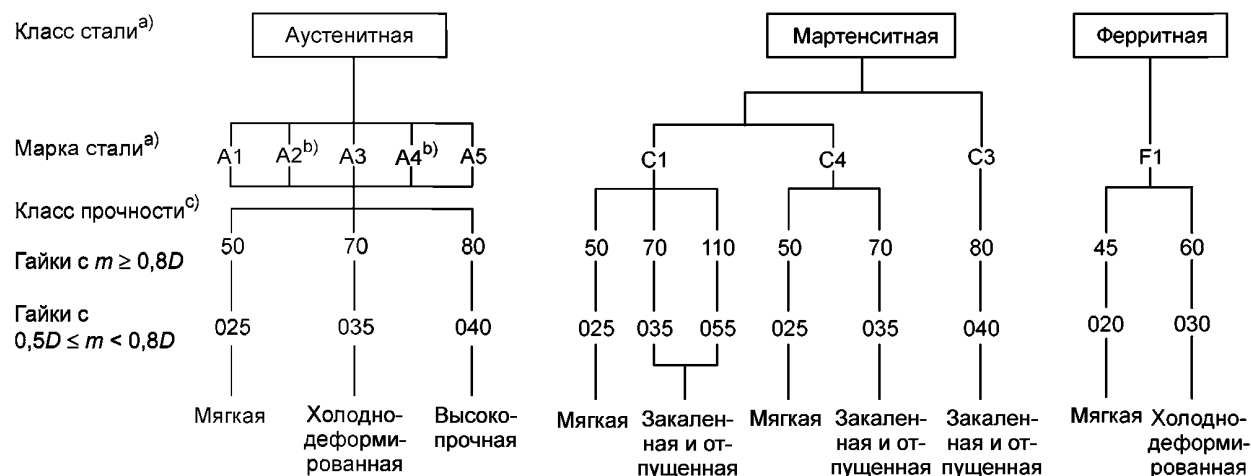 Класс стали a)
Аустенитная Мартенситная Ферритная
Марка стали a)
A1 A2 b) A3 A4 b) A5 C1 C4 C3 F1
Класс прочности c)
Гайки с m ≥ 0,8D
50 70 80 50 70 110 50 70 80 45 60
Гайки с
0,5D ≤ m < 0,8D
025 035 040 025 035 055 025 035 040 020 030
Мягкая Холодно- Высоко- Мягкая Закален- Мягкая Закален- Закален- Мягкая Холодно-
деформи- прочная ная и от- ная и от- ная и от- деформи-
рованная пущенная пущенная пущенная рованная